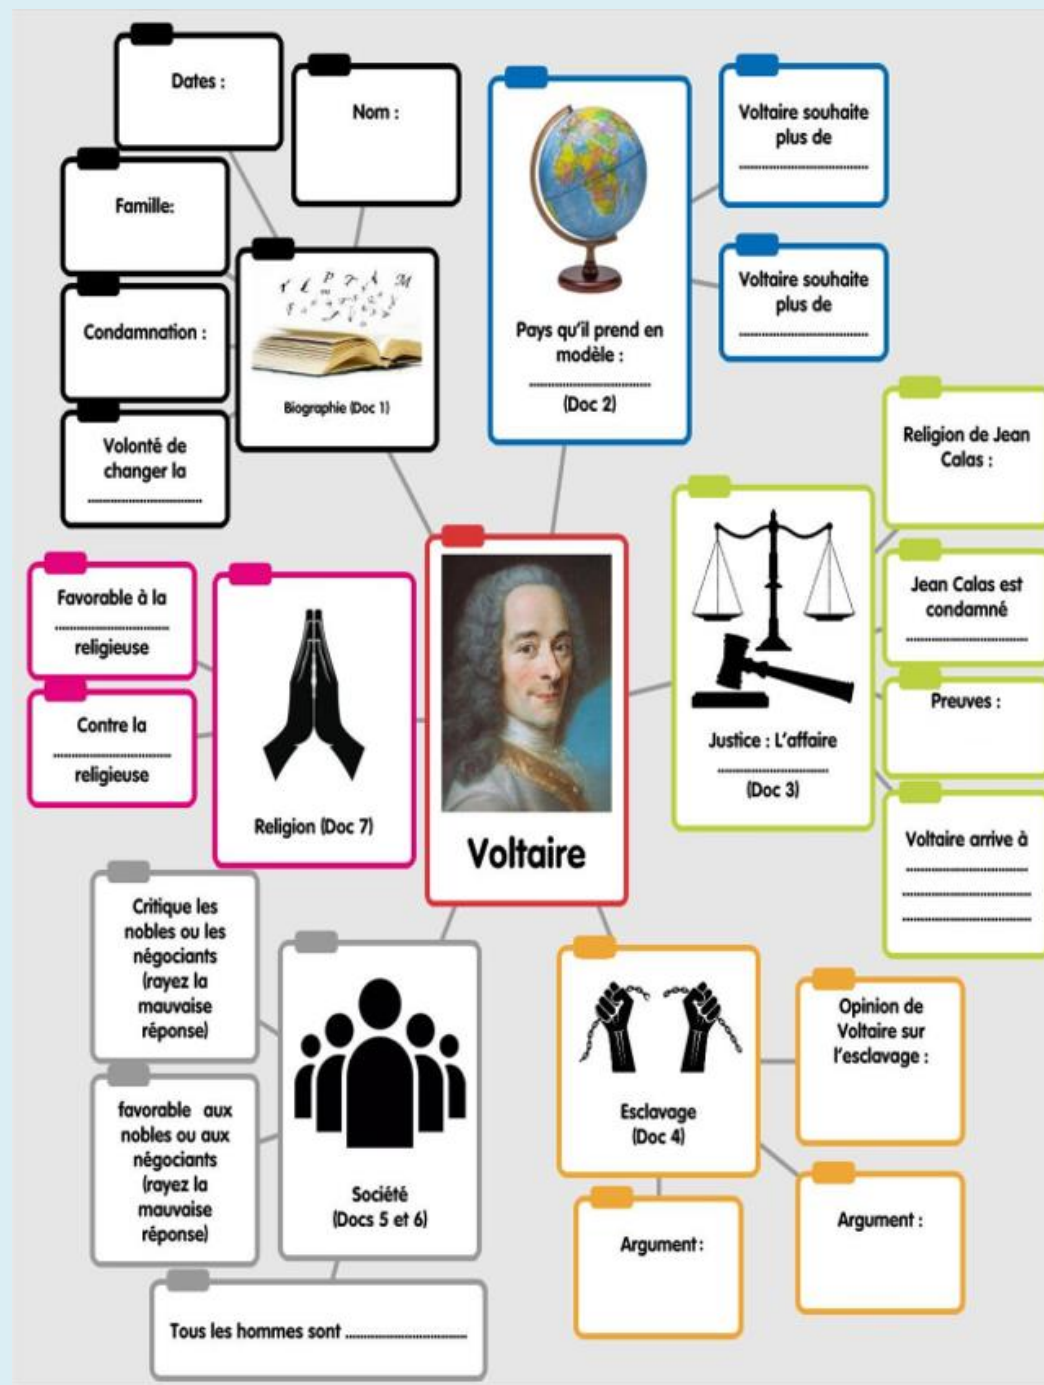 Dates :
Nom :
Famille:
Condamnation :
Volonté de
changer la
................................
Biographie (Doc 1)
Pays qu'il prend en
modèle :
................................
(Doc 2)
Voltaire souhaite
plus de
................................
Voltaire souhaite
plus de
................................
Religion de Jean
Calas :
Jean Calas est
condamné
................................
Preuves :
Voltaire arrive à
................................
................................
................................
Justice : L'affaire
................................
(Doc 3)
Favorable à la
................................
religieuse
Contre la
................................
religieuse
Religion (Doc 7)
Voltaire
Critique les
nobles ou les
négociants
(rayez la
mauvaise
réponse)
favorable aux
nobles ou aux
négociants
(rayez la
mauvaise
réponse)
Société
(Docs 5 et 6)
Tous les hommes sont ................................
Esclavage
(Doc 4)
Opinion de
Voltaire sur
l'esclavage :
Argument :
Argument :